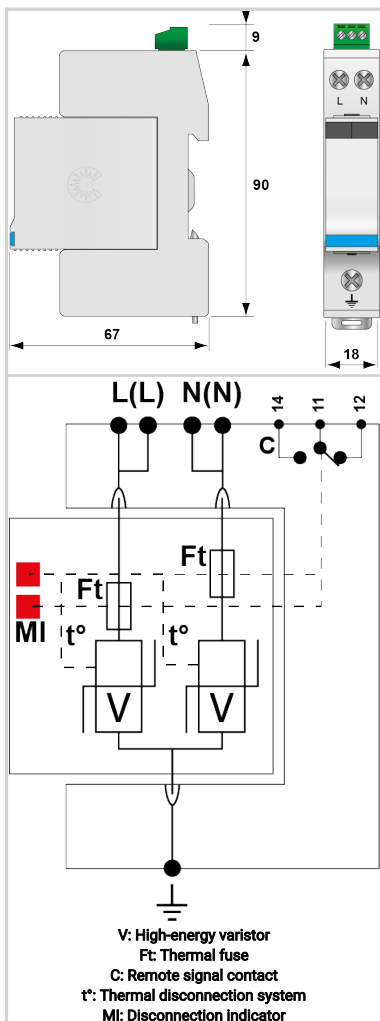 9
L N
90
67
18
L(L) N(N)
14 11 12
C
Ft
Ft
MI t° t°
V V
V: High-energy varistor
Ft: Thermal fuse
C: Remote signal contact
t°: Thermal disconnection system
MI: Disconnection indicator